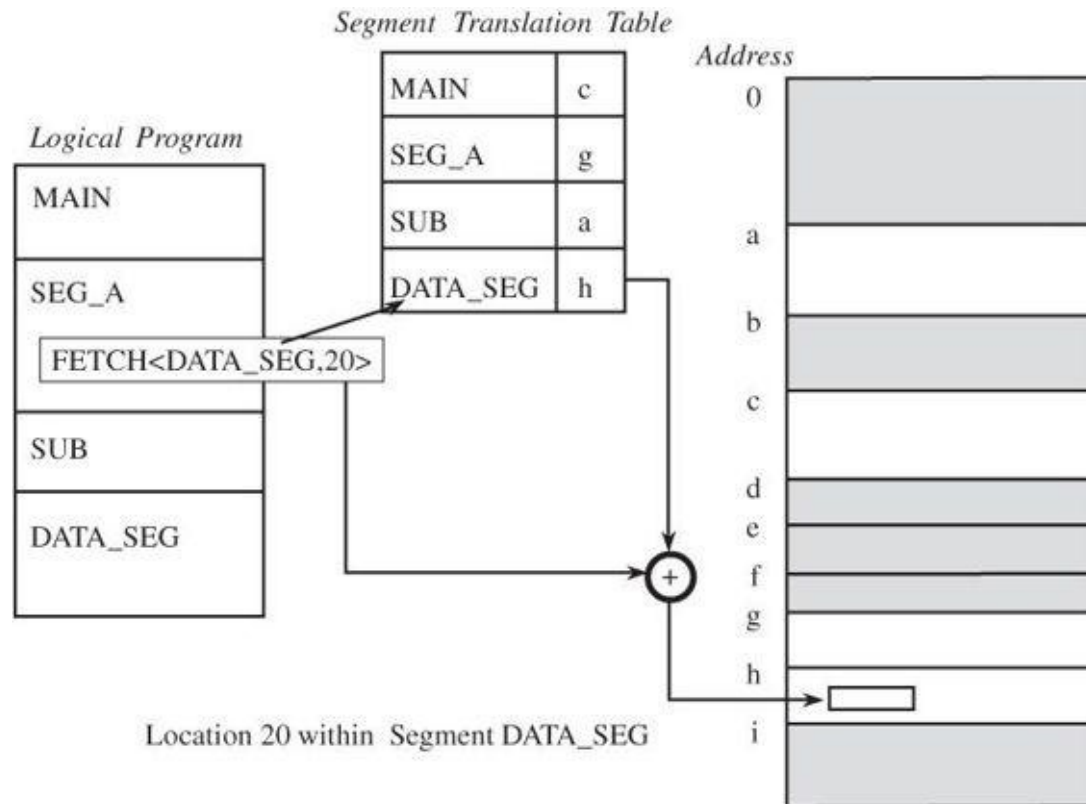 Segment Translation Table
MAIN c
SEG_A g
SUB a
DATA_SEG h
Logical Program
MAIN
SEG_A
FETCH<DATA_SEG,20>
SUB
DATA_SEG
+
Location 20 within Segment DATA_SEG
Address
0
a
b
c
d
e
f
g
h
i